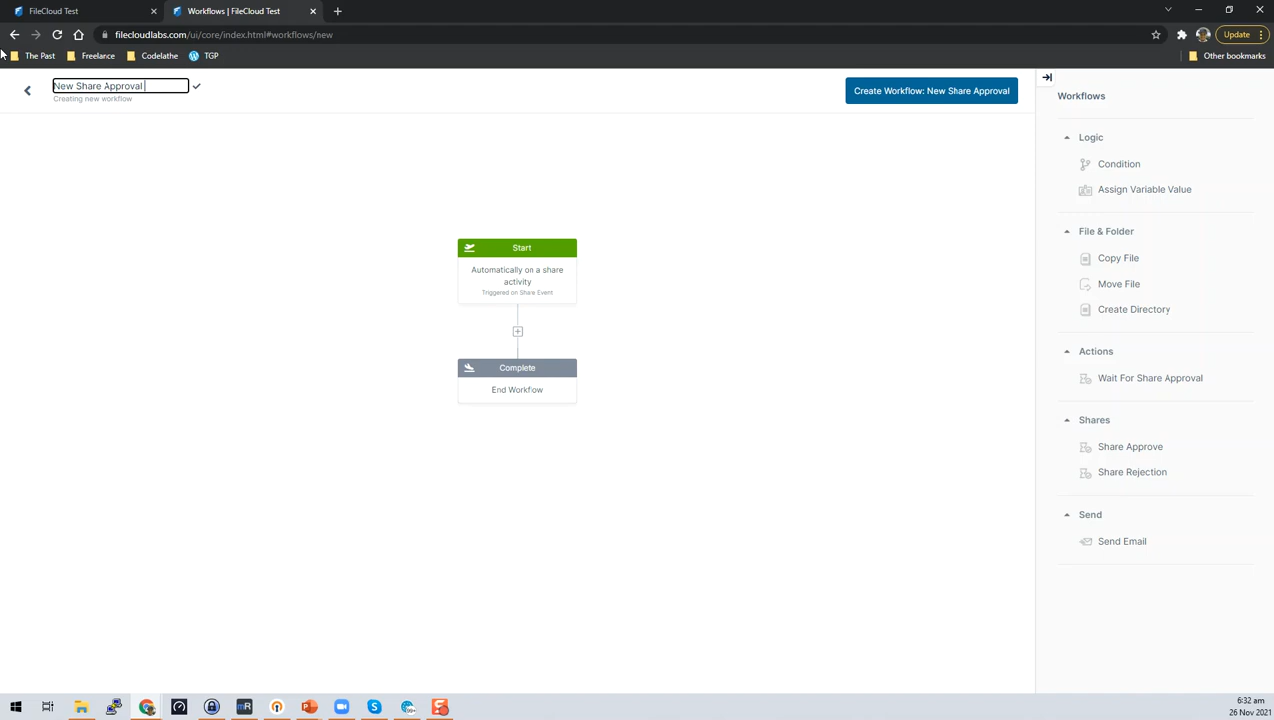 FileCloud Test
Workflows | FileCloud Test
filecloudlabs.com/ui/core/index.html#workflows/new
Update
The Past
Freelance
Codelathe
TGP
Other bookmarks
New Share Approval
Creating new workflow
Create Workflow: New Share Approval
Workflows
Logic
Condition
Assign Variable Value
File & Folder
Copy File
Move File
Create Directory
Actions
Wait For Share Approval
Shares
Share Approve
Share Rejection
Send
Send Email
Start
Automatically on a share
activity
Triggered on Share Event
Complete
End Workflow
mR
99+
6:32 am
26 Nov 2021